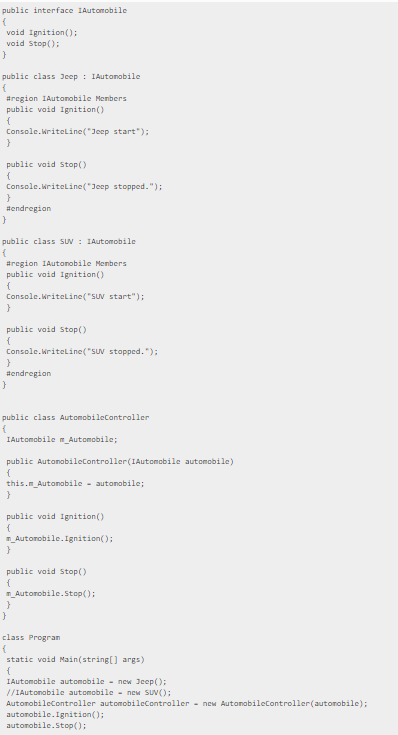 public interface IAutomobile
{
void Ignition();
void Stop();
}
public class Jeep : IAutomobile
{
#region IAutomobile Members
public void Ignition()
{
Console.WriteLine("Jeep start");
}
public void Stop()
{
Console.WriteLine("Jeep stopped.");
}
#endregion
}
public class SUV : IAutomobile
{
#region IAutomobile Members
public void Ignition()
{
Console.WriteLine("SUV start");
}
public void Stop()
{
Console.WriteLine("SUV stopped.");
}
#endregion
}
public class AutomobileController
{
IAutomobile m_Automobile;
public AutomobileController(IAutomobile automobile)
{
this.m_Automobile = automobile;
}
public void Ignition()
{
m_Automobile.Ignition();
}
public void Stop()
{
m_Automobile.Stop();
}
}
class Program
{
static void Main(string[] args)
{
IAutomobile automobile = new Jeep();
//IAutomobile automobile = new SUV();
AutomobileController automobileController = new AutomobileController(automobile);
automobile.Ignition();
automobile.Stop();